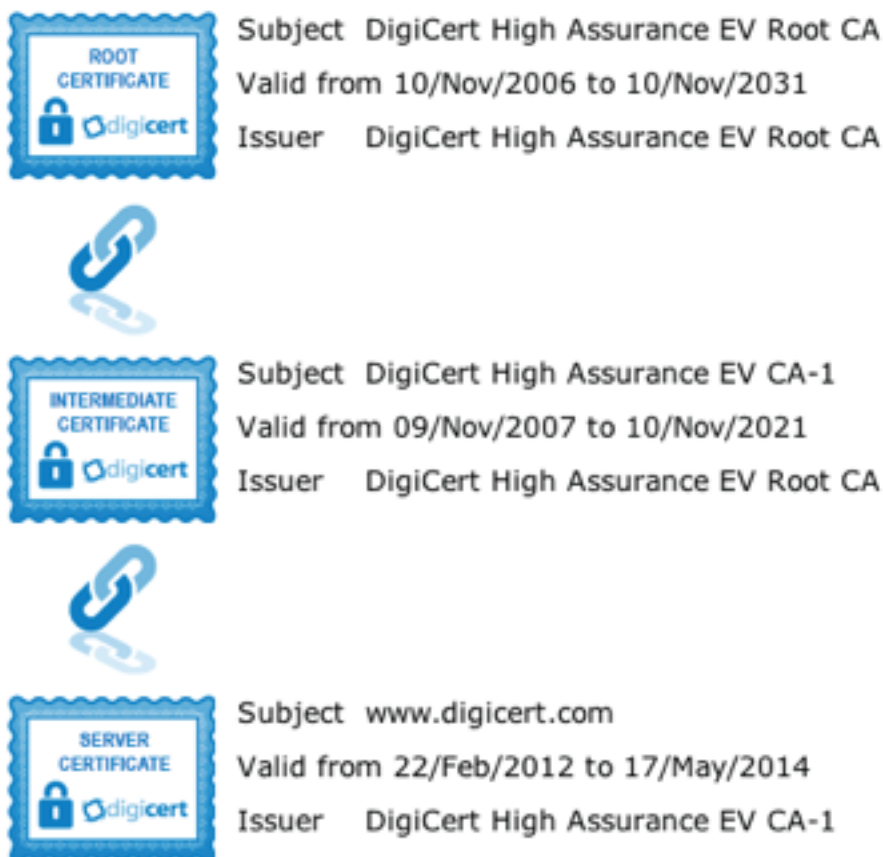 ROOT
CERTIFICATE
digicert
Subject DigiCert High Assurance EV Root CA
Valid from 10/Nov/2006 to 10/Nov/2031
Issuer DigiCert High Assurance EV Root CA
INTERMEDIATE
CERTIFICATE
digicert
Subject DigiCert High Assurance EV CA-1
Valid from 09/Nov/2007 to 10/Nov/2021
Issuer DigiCert High Assurance EV Root CA
SERVER
CERTIFICATE
digicert
Subject www.digicert.com
Valid from 22/Feb/2012 to 17/May/2014
Issuer DigiCert High Assurance EV CA-1